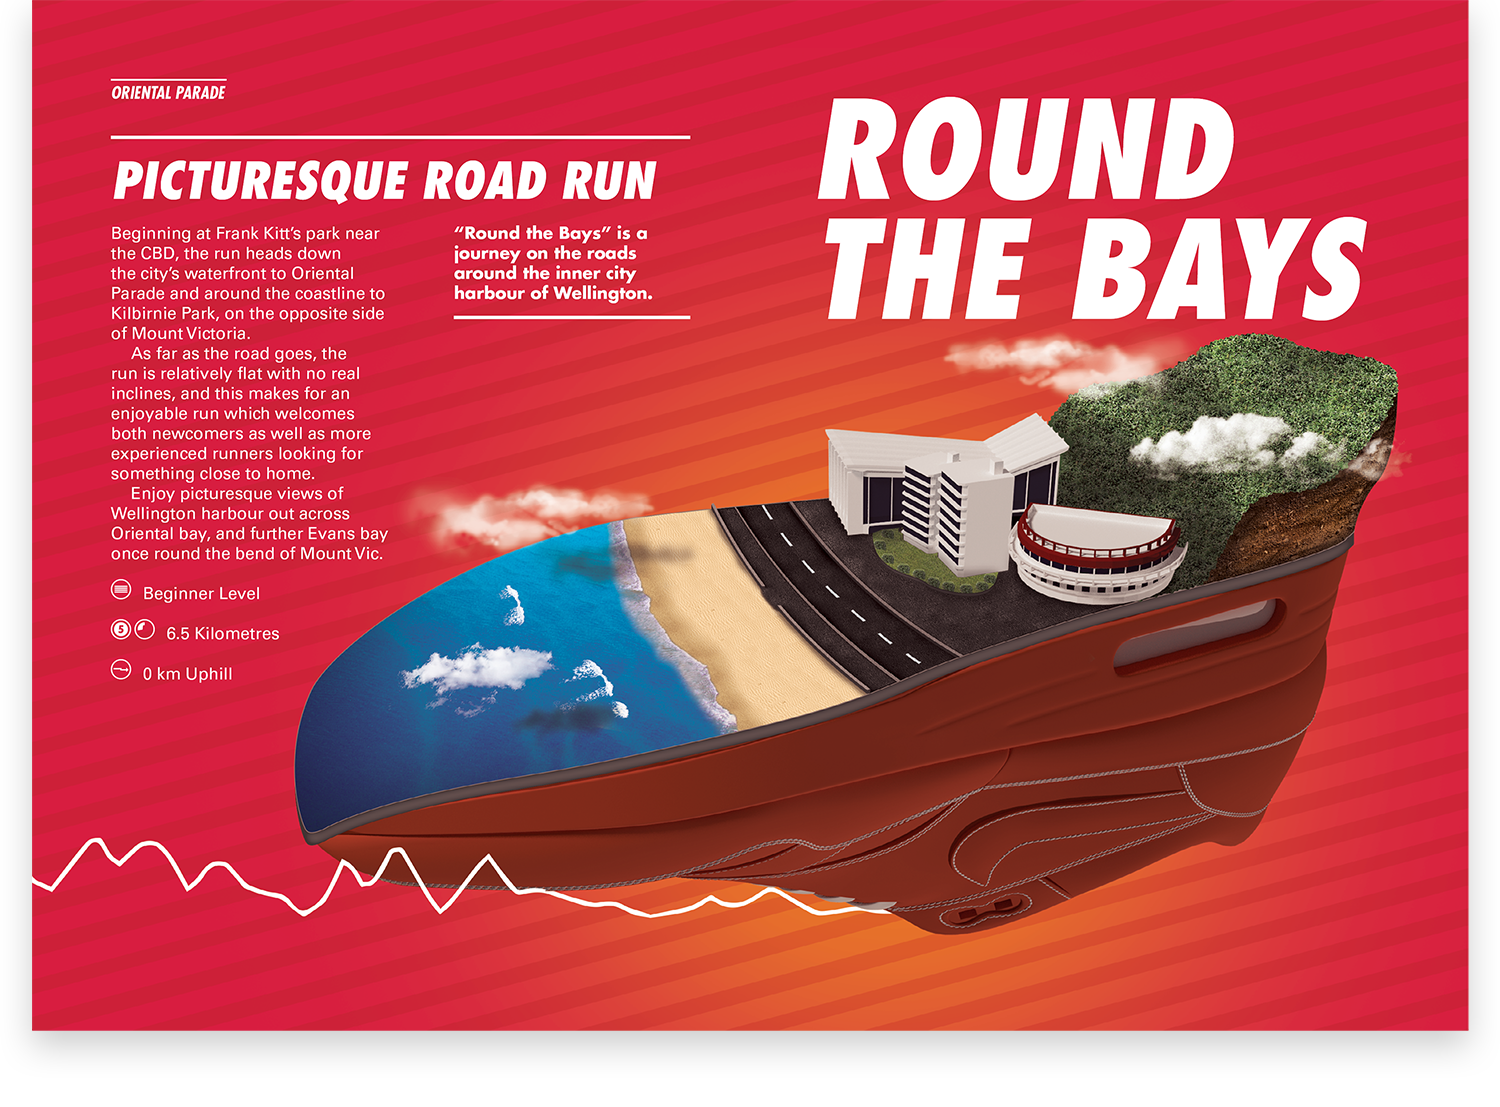 ORIENTAL PARADE
PICTURESQUE ROAD RUN
Beginning at Frank Kitt’s park near
the CBD, the run heads down
the city’s waterfront to Oriental
Parade and around the coastline to
Kilbirnie Park, on the opposite side
of Mount Victoria.
As far as the road goes, the
run is relatively flat with no real
inclines, and this makes for an
enjoyable run which welcomes
both newcomers as well as more
experienced runners looking for
something close to home.
Enjoy picturesque views of
Wellington harbour out across
Oriental bay, and further Evans bay
once round the bend of Mount Vic.
“Round the Bays” is a
journey on the roads
around the inner city
harbour of Wellington.
Beginner Level
5
6.5 Kilometres
0 km Uphill
ROUND
THE BAYS